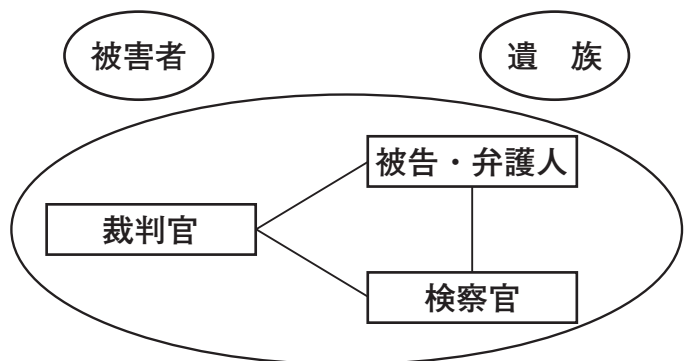 被害者
遺　族
被告・弁護人
裁判官
検察官